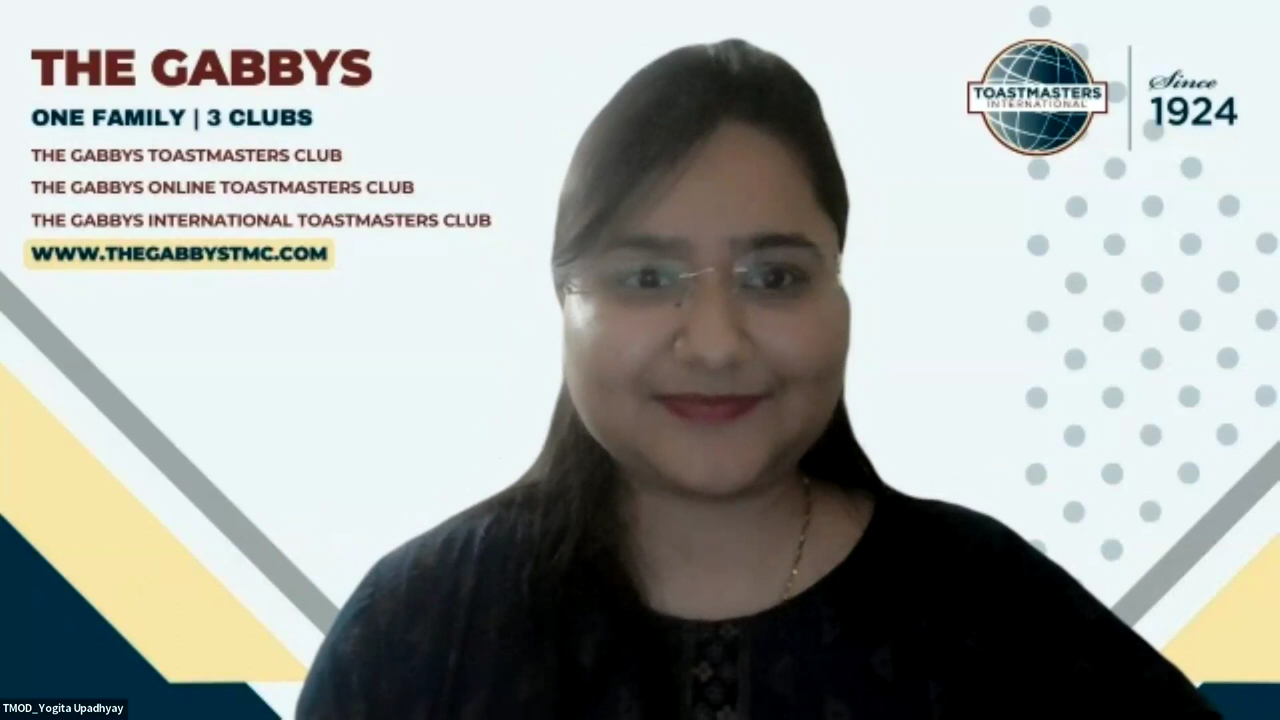 THE GABBYS
ONE FAMILY | 3 CLUBS
THE GABBYS TOASTMASTERS CLUB
THE GABBYS ONLINE TOASTMASTERS CLUB
THE GABBYS INTERNATIONAL TOASTMASTERS CLUB
WWW.THEGABBYSTMC.COM
TOASTMASTERS
INTERNATIONAL
Since
1924
TMOD_Yogita Upadhyay